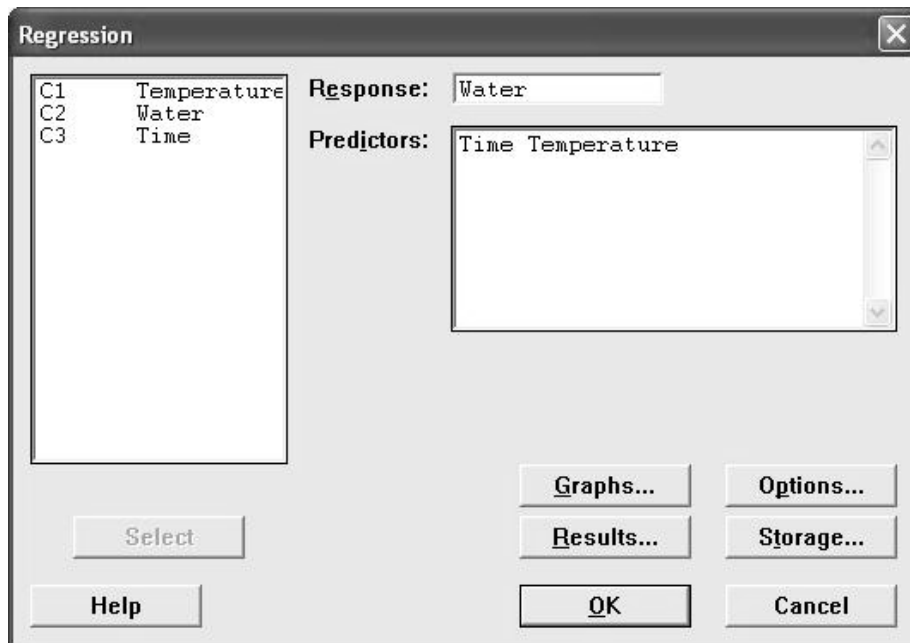 Regression
C1 Temperature
C2 Water
C3 Time
Response: Water
Predictors: Time Temperature
Graphs... Options...
Select Results... Storage...
Help OK Cancel